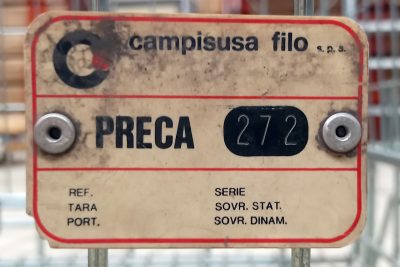 campisusa filo s.p.a.
PRECA 272
REF. SERIE
TARA SOVR. STAT.
PORT. SOVR. DINAM.